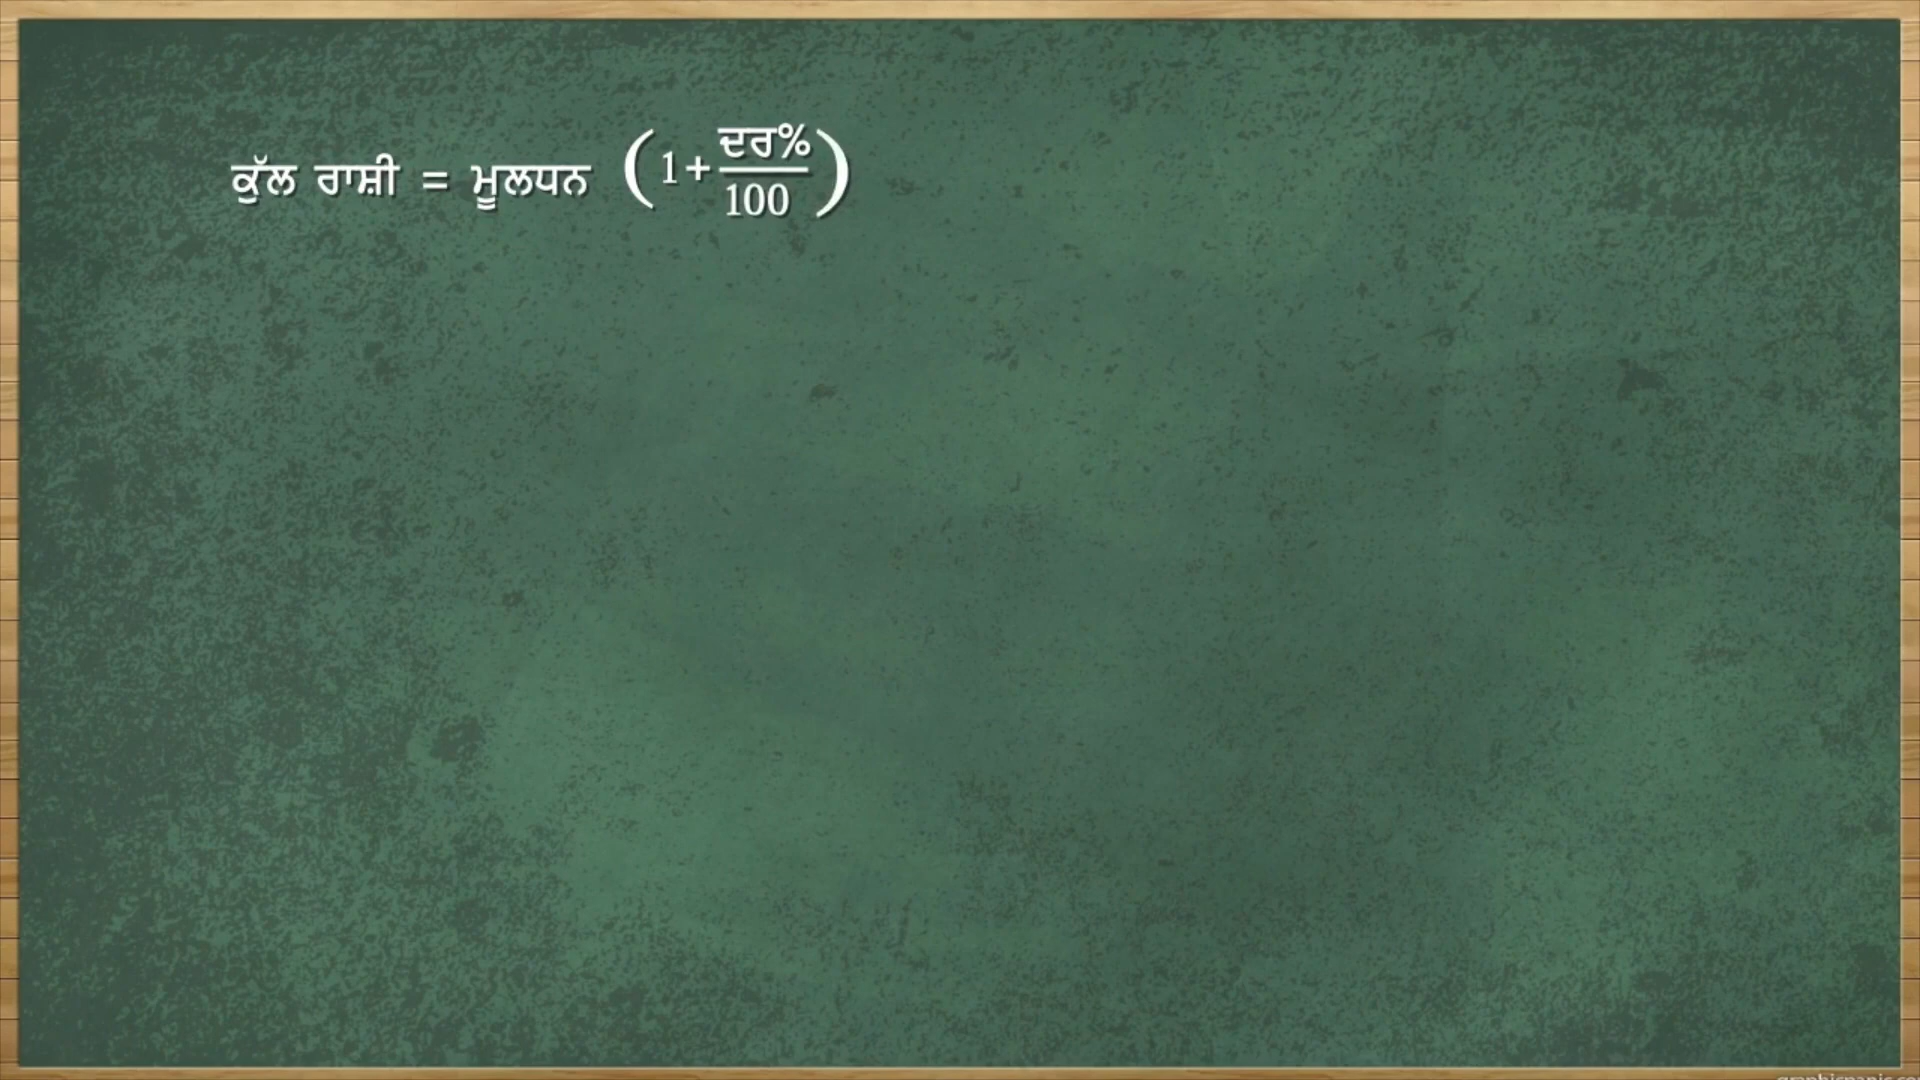 ਕੁੱਲ ਰਾਸ਼ੀ = ਮੂਲਧਨ (1+ਦਰ%/100)